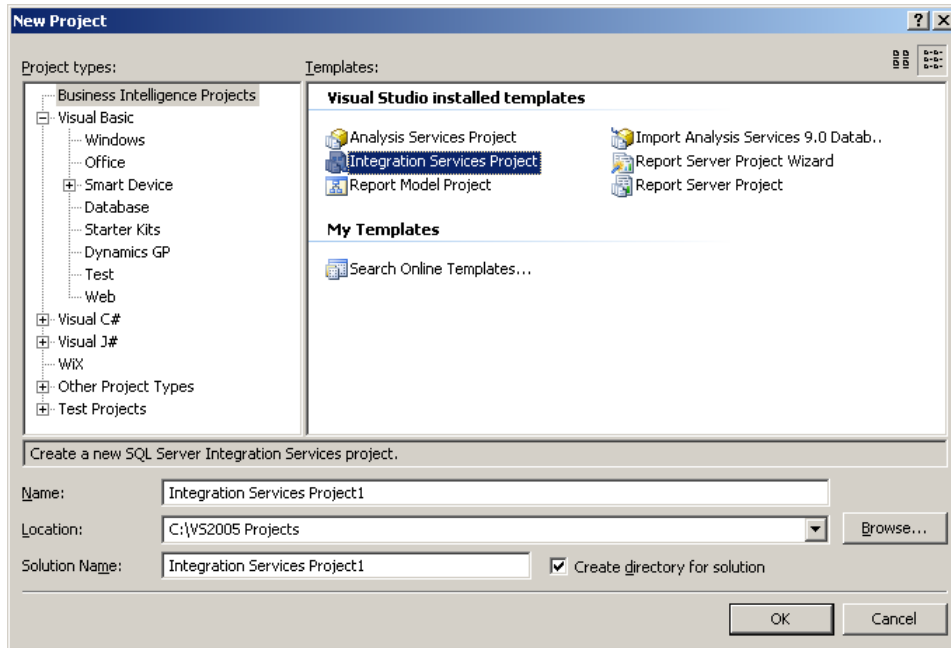 New Project
Project types:
Templates:
Business Intelligence Projects
Visual Basic
Windows
Office
Smart Device
Database
Starter Kits
Dynamics GP
Test
Web
Visual C#
Visual J#
WiX
Other Project Types
Test Projects
Visual Studio installed templates
Analysis Services Project
Import Analysis Services 9.0 Datab..
Integration Services Project
Report Server Project Wizard
Report Model Project
Report Server Project
My Templates
Search Online Templates...
Create a new SQL Server Integration Services project.
Name:
Integration Services Project1
Location:
C:\VS2005 Projects
Browse...
Solution Name:
Integration Services Project1
Create directory for solution
OK
Cancel